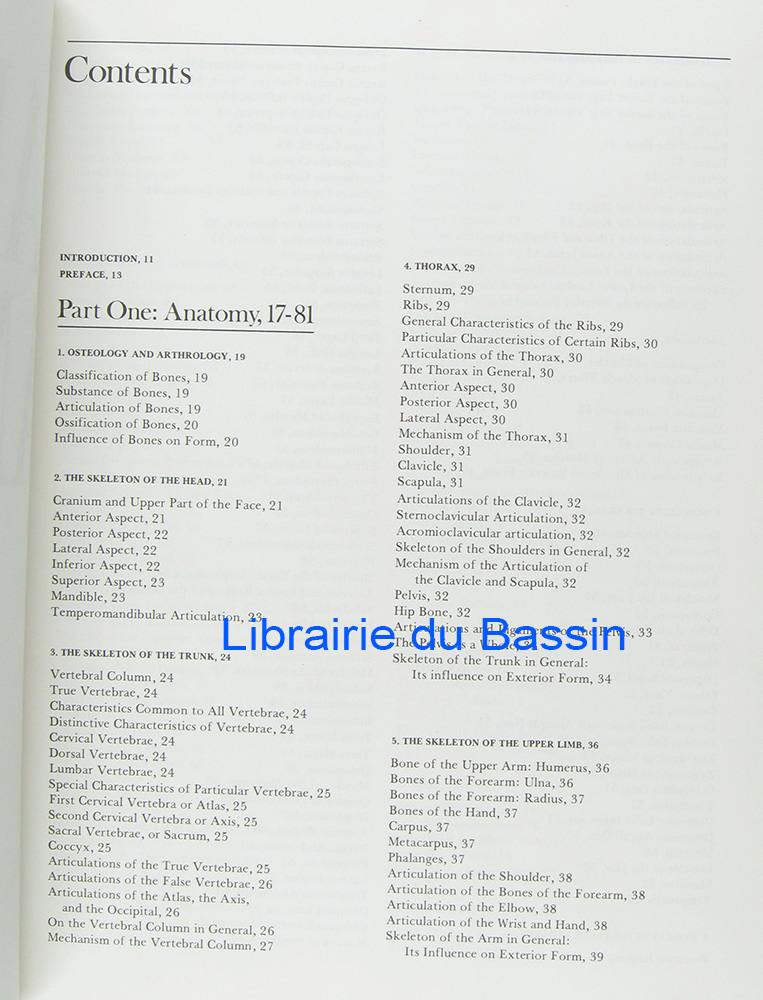 Contents
INTRODUCTION, 11
PREFACE, 13
Part One: Anatomy, 17-81
1. OSTEOLOGY AND ARTHROLOGY, 19
Classification of Bones, 19
Substance of Bones, 19
Articulation of Bones, 19
Ossification of Bones, 20
Influence of Bones on Form, 20
2. THE SKELETON OF THE HEAD, 21
Cranium and Upper Part of the Face, 21
Anterior Aspect, 21
Posterior Aspect, 22
Lateral Aspect, 22
Inferior Aspect, 22
Superior Aspect, 23
Mandible, 23
Temperomandibular Articulation, 23
3. THE SKELETON OF THE TRUNK, 24
Vertebral Column, 24
True Vertebrae, 24
Characteristics Common to All Vertebrae, 24
Distinctive Characteristics of Vertebrae, 24
Cervical Vertebrae, 24
Dorsal Vertebrae, 24
Lumbar Vertebrae, 24
Special Characteristics of Particular Vertebrae, 25
First Cervical Vertebra or Atlas, 25
Second Cervical Vertebra or Axis, 25
Sacral Vertebrae, or Sacrum, 25
Coccyx, 25
Articulations of the True Vertebrae, 25
Articulations of the False Vertebrae, 26
Articulations of the Atlas, the Axis,
and the Occipital, 26
On the Vertebral Column in General, 26
Mechanism of the Vertebral Column, 27
4. THORAX, 29
Sternum, 29
Ribs, 29
General Characteristics of the Ribs, 29
Particular Characteristics of Certain Ribs, 30
Articulations of the Thorax, 30
The Thorax in General, 30
Anterior Aspect, 30
Posterior Aspect, 30
Lateral Aspect, 30
Mechanism of the Thorax, 31
Shoulder, 31
Clavicle, 31
Scapula, 31
Articulations of the Clavicle, 32
Sternoclavicular Articulation, 32
Acromioclavicular articulation, 32
Skeleton of the Shoulders in General, 32
Mechanism of the Articulation of
the Clavicle and Scapula, 32
Pelvis, 32
Hip Bone, 32
Articulations and Ligaments of the Pelvis, 33
The Pelvis as a Whole,
Skeleton of the Trunk in General:
Its influence on Exterior Form, 34
5. THE SKELETON OF THE UPPER LIMB, 36
Bone of the Upper Arm: Humerus, 36
Bones of the Forearm: Ulna, 36
Bones of the Forearm: Radius, 37
Bones of the Hand, 37
Carpus, 37
Metacarpus, 37
Phalanges, 37
Articulation of the Shoulder, 38
Articulation of the Bones of the Forearm, 38
Articulation of the Elbow, 38
Articulation of the Wrist and Hand, 38
Skeleton of the Arm in General:
Its Influence on Exterior Form, 39
Librairie du Bassin